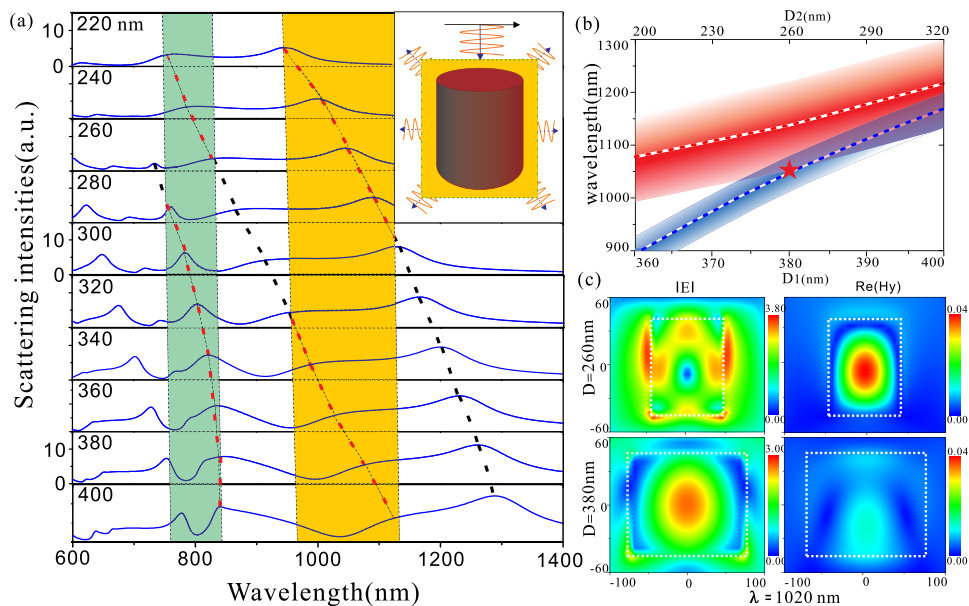 (a)
Scattering intensities(a.u.)
10
220 nm
0
240
260
280
10
300
0
320
340
360
10
380
0
400
600 800 1000 1200 1400
Wavelength(nm)
(b)
D2(nm)
200 230 260 290 320
wavelength(nm)
1300
1200
1100
1000
900
360 370 380 390 400
D1(nm)
(c)
|E| Re(Hy)
D=260nm
60
0
-60
3.80
0.00
0.04
0.00
D=380nm
60
0
-60
3.00
0.00
0.04
0.00
-100 0 100 -100 0 100
λ = 1020 nm